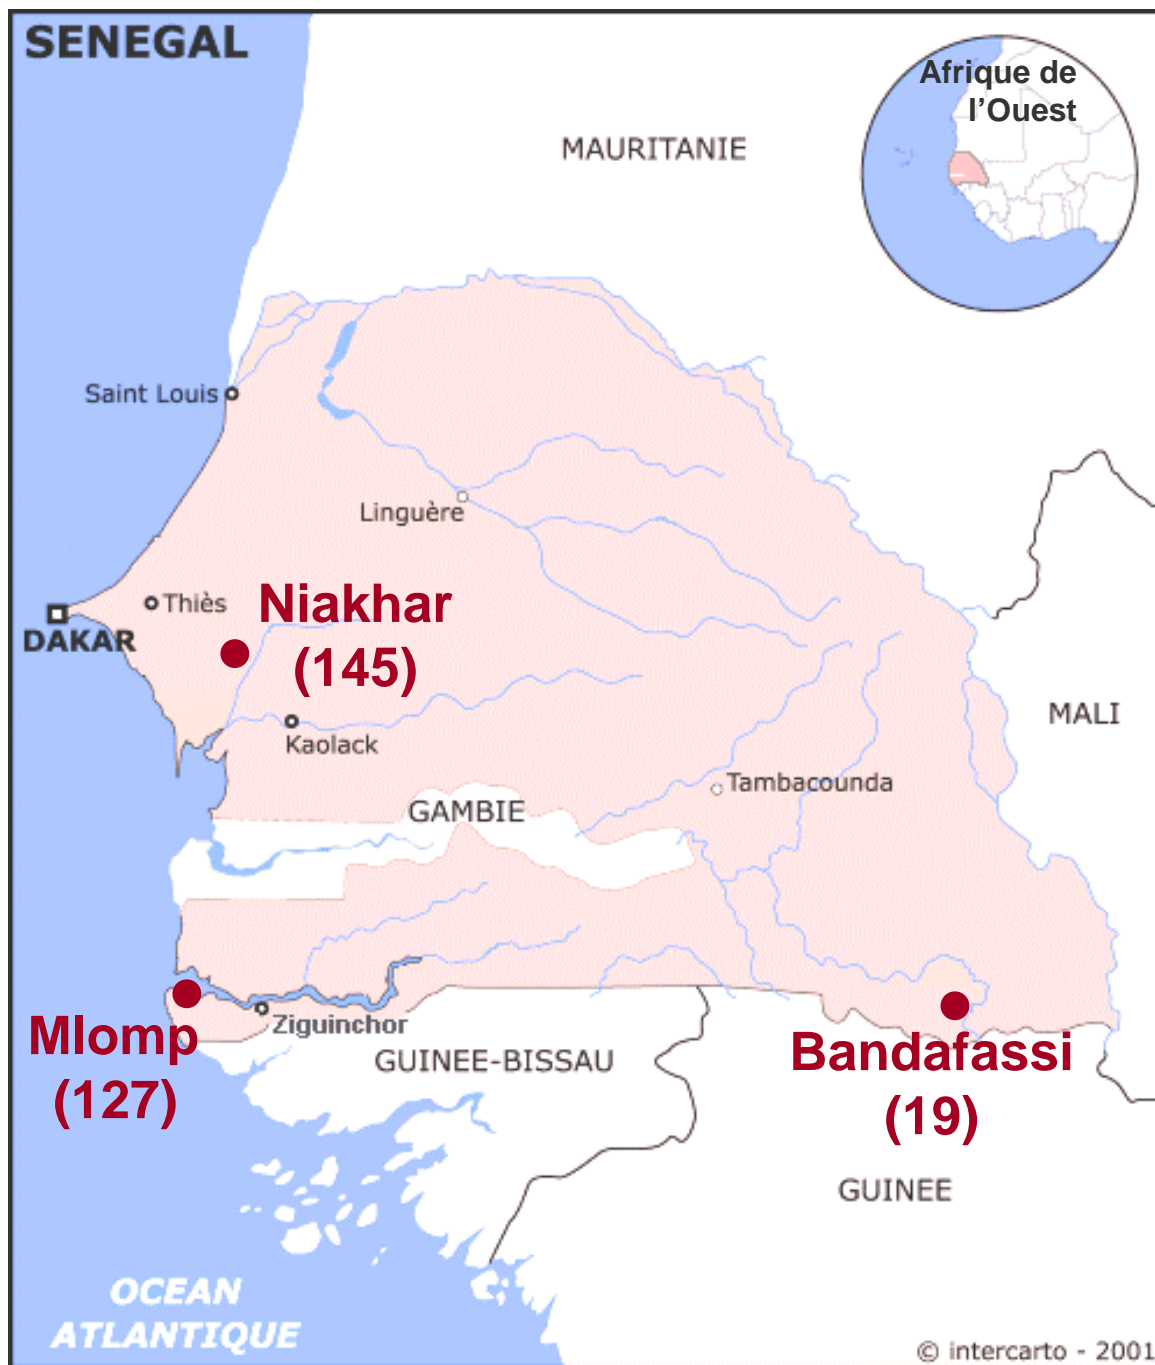 SENEGAL
Afrique de
l'Ouest
MAURITANIE
Saint Louis
Linguère
Thiès
Niakhar
(145)
DAKAR
MALI
Kaolack
Tambacounda
GAMBIE
Mlomp
(127)
Ziguinchor
GUINEE-BISSAU
Bandafassi
(19)
GUINEE
OCEAN
ATLANTIQUE
© intercarto - 2001